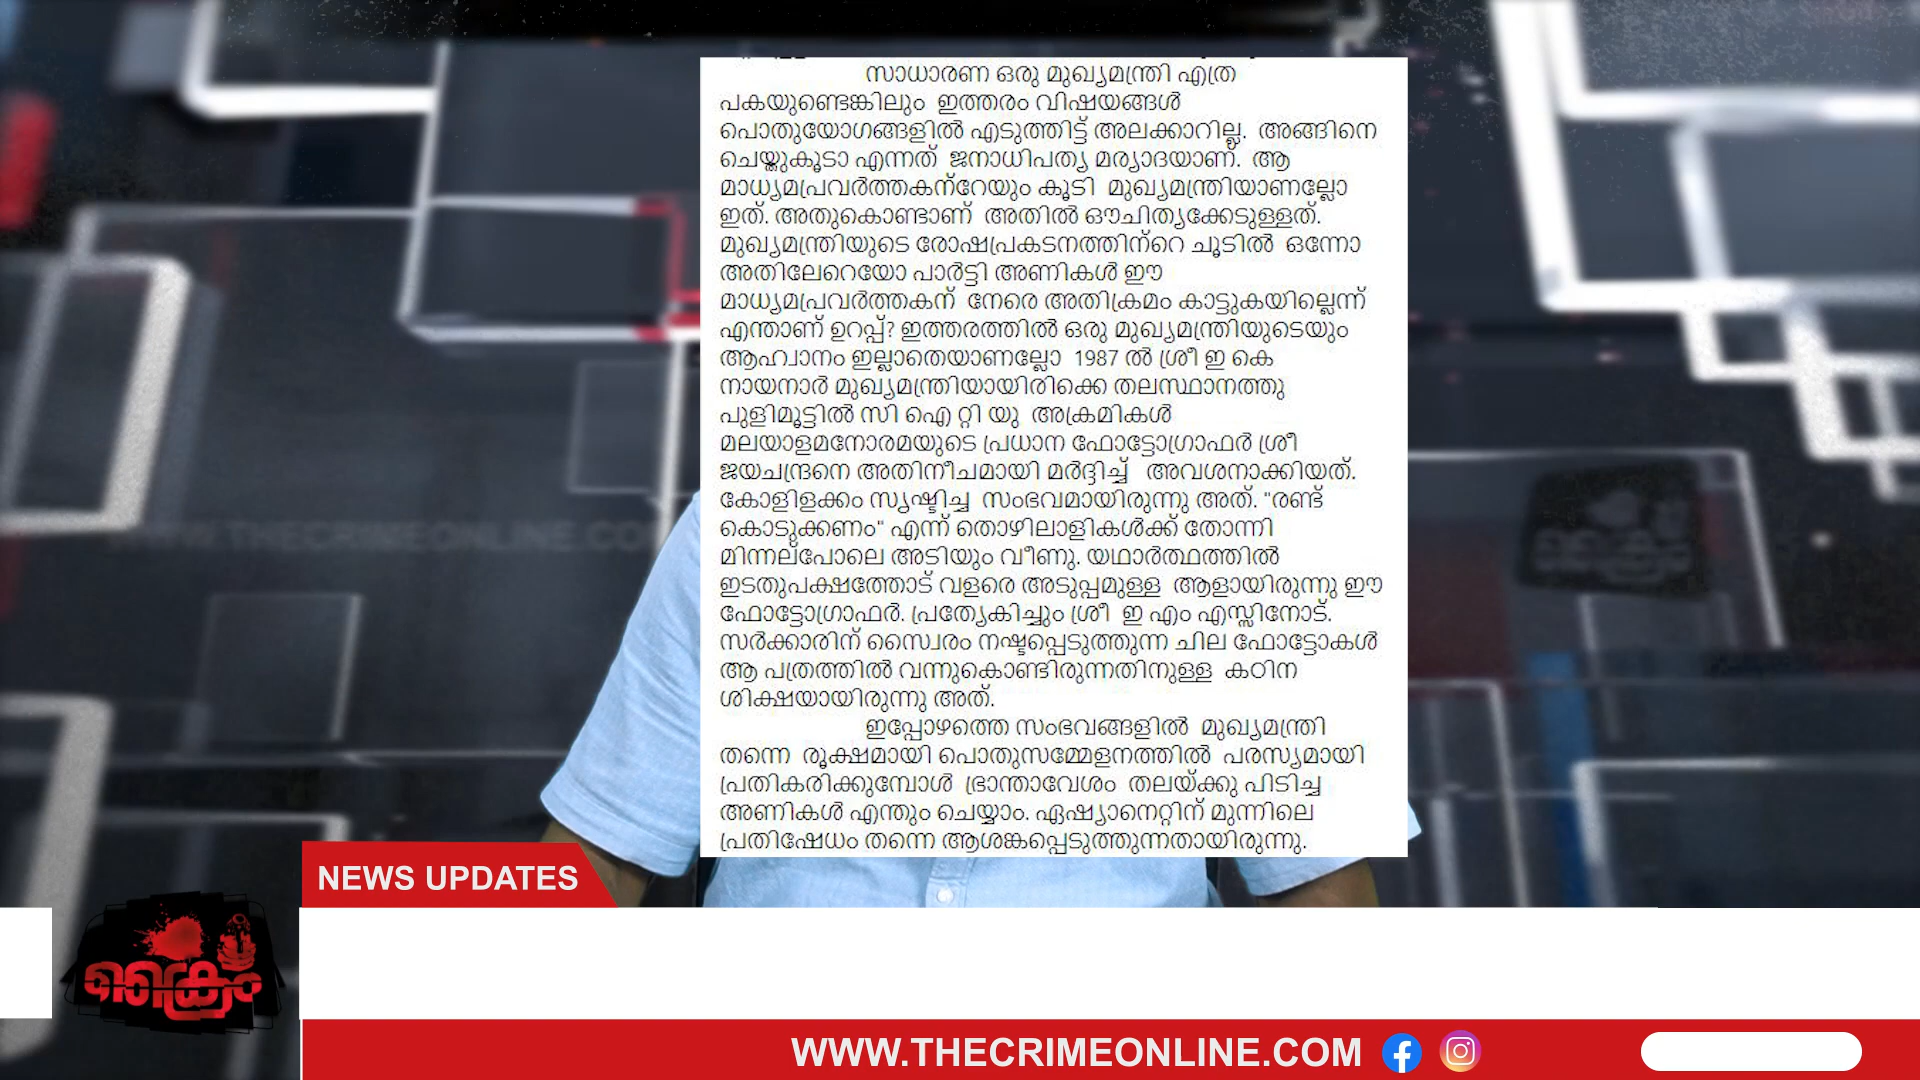 സാധാരണ ഒരു മുഖ്യമന്ത്രി എത്ര
പകയുണ്ടെങ്കിലും ഇത്തരം വിഷയങ്ങൾ
പൊതുയോഗങ്ങളിൽ എടുത്തിട്ട് അലക്കാറില്ല. അങ്ങിനെ
ചെയ്തുകൂടാ എന്നത് ജനാധിപത്യ മര്യാദയാണ്. ആ
മാധ്യമപ്രവർത്തകന്റേയും കൂടി മുഖ്യമന്ത്രിയാണല്ലോ
ഇത്. അതുകൊണ്ടാണ് അതിൽ ഔചിത്യക്കേടുള്ളത്.
മുഖ്യമന്ത്രിയുടെ രോഷപ്രകടനത്തിന്റെ ചൂടിൽ ഒന്നോ
അതിലേറെയോ പാർട്ടി അണികൾ ഈ
മാധ്യമപ്രവർത്തകന് നേരെ അതിക്രമം കാട്ടുകയില്ലെന്ന്
എന്താണ് ഉറപ്പ്? ഇത്തരത്തിൽ ഒരു മുഖ്യമന്ത്രിയുടെയും
ആഹ്വാനം ഇല്ലാതെയാണല്ലോ 1987 ൽ ശ്രീ ഇ കെ
നായനാർ മുഖ്യമന്ത്രിയായിരിക്കെ തലസ്ഥാനത്തു
പുളിമൂട്ടിൽ സി ഐ റ്റി യു അക്രമികൾ
മലയാളമനോരമയുടെ പ്രധാന ഫോട്ടോഗ്രാഫർ ശ്രീ
ജയചന്ദ്രനെ അതിനീചമായി മർദ്ദിച്ച് അവശനാക്കിയത്.
കോളിളക്കം സൃഷ്ടിച്ച സംഭവമായിരുന്നു അത്. "രണ്ട്
കൊടുക്കണം" എന്ന് തൊഴിലാളികൾക്ക് തോന്നി
മിന്നല്പോലെ അടിയും വീണു. യഥാർത്ഥത്തിൽ
ഇടതുപക്ഷത്തോട് വളരെ അടുപ്പമുള്ള ആളായിരുന്നു ഈ
ഫോട്ടോഗ്രാഫർ. പ്രത്യേകിച്ചും ശ്രീ ഇ എം എസ്സിനോട്.
സർക്കാരിന് സ്വൈരം നഷ്ടപ്പെടുത്തുന്ന ചില ഫോട്ടോകൾ
ആ പത്രത്തിൽ വന്നുകൊണ്ടിരുന്നതിനുള്ള കഠിന
ശിക്ഷയായിരുന്നു അത്.
ഇപ്പോഴത്തെ സംഭവങ്ങളിൽ മുഖ്യമന്ത്രി
തന്നെ രൂക്ഷമായി പൊതുസമ്മേളനത്തിൽ പരസ്യമായി
പ്രതികരിക്കുമ്പോൾ ഭ്രാന്താവേശം തലയ്ക്കു പിടിച്ച
അണികൾ എന്തും ചെയ്യാം. ഏഷ്യാനെറ്റിന് മുന്നിലെ
പ്രതിഷേധം തന്നെ ആശങ്കപ്പെടുത്തുന്നതായിരുന്നു.
WWW.THECRIMEONLINE.COM
NEWS UPDATES
ക്രൈം
WWW.THECRIMEONLINE.COM